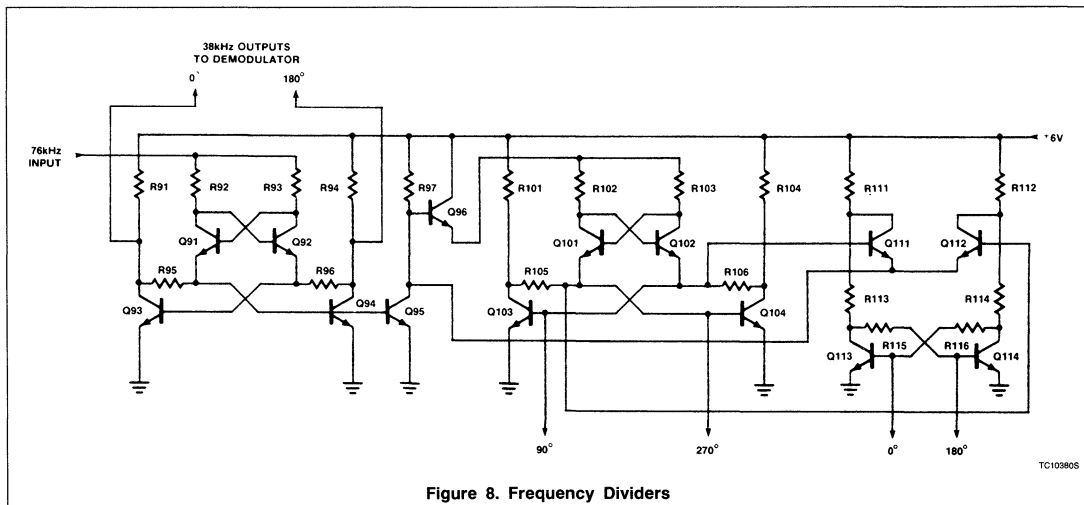 38kHz OUTPUTS
TO DEMODULATOR
0°
180°
76kHz
INPUT
+6V
R91
R92
R93
R94
R97
Q96
R101
R102
R103
R104
R111
R112
Q91
Q92
Q101
Q102
Q111
Q112
R95
R96
R105
R106
R113
R114
Q93
Q94
Q95
Q103
Q104
Q113
R115
R116
Q114
90°
270°
0°
180°
TC10380S
Figure 8. Frequency Dividers